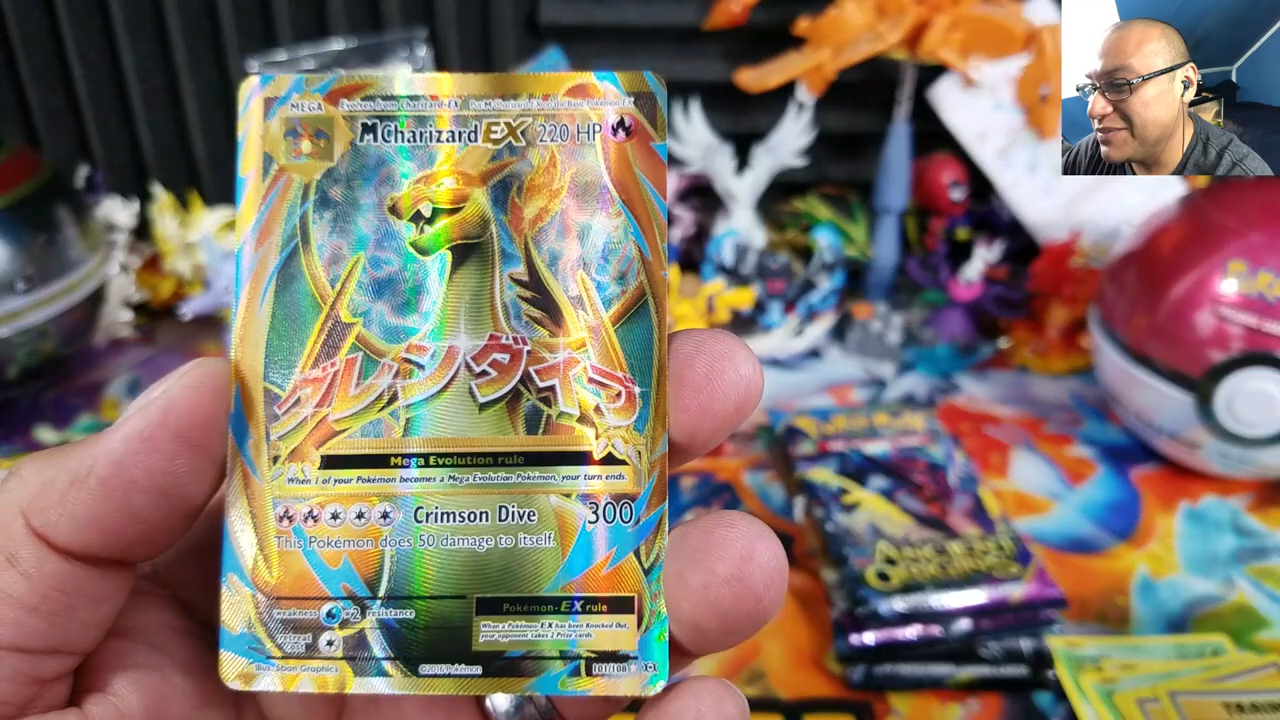 MEGA Evolves from Charizard-EX Put M Charizard-EX on the Basic Pokémon-EX
MCharizard EX 220 HP
グレンダイブ
Mega Evolution rule
When 1 of your Pokémon becomes a Mega Evolution Pokémon, your turn ends.
Crimson Dive 300
This Pokémon does 50 damage to itself.
weakness ×2 resistance
retreat cost
Pokémon-EX rule
When a Pokémon-EX has been Knocked Out,
your opponent takes 2 Prize cards.
Illus. 5ban Graphics ©2016 Pokémon 101/108
Pokémon
ANCIENT
ORIGINS
TRAIN